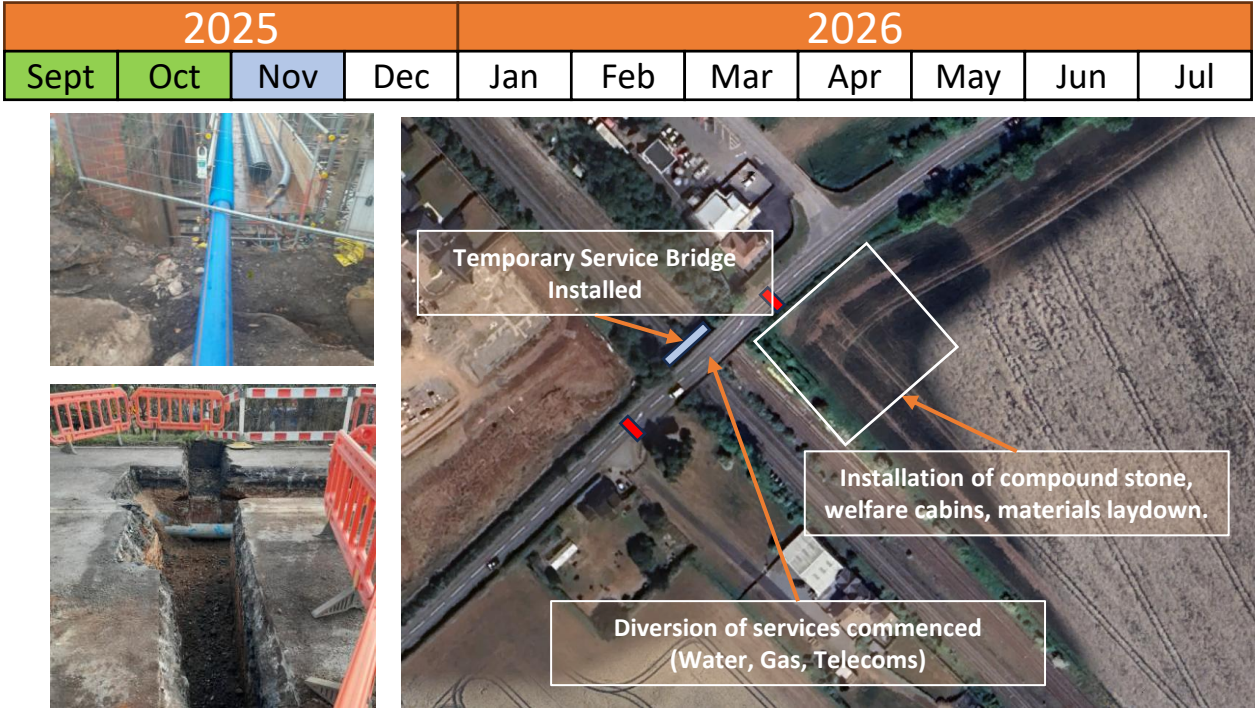 2025 2026
Sept Oct Nov Dec Jan Feb Mar Apr May Jun Jul
Temporary Service Bridge
Installed
Installation of compound stone,
welfare cabins, materials laydown.
Diversion of services commenced
(Water, Gas, Telecoms)